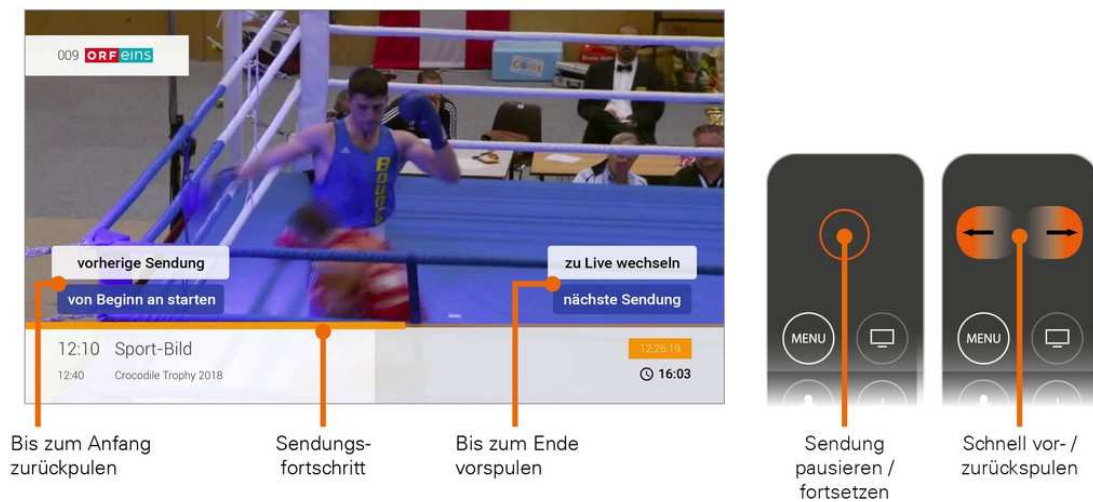 009 ORF eins
vorherige Sendung
von Beginn an starten
zu Live wechseln
nächste Sendung
12:10 Sport-Bild
12:26:19
12:40 Crocodile Trophy 2018
16:03
MENU
MENU
Bis zum Anfang
zurückpulen
Sendungs-
fortschritt
Bis zum Ende
vorspulen
Sendung
pausieren /
fortsetzen
Schnell vor- /
zurückspulen